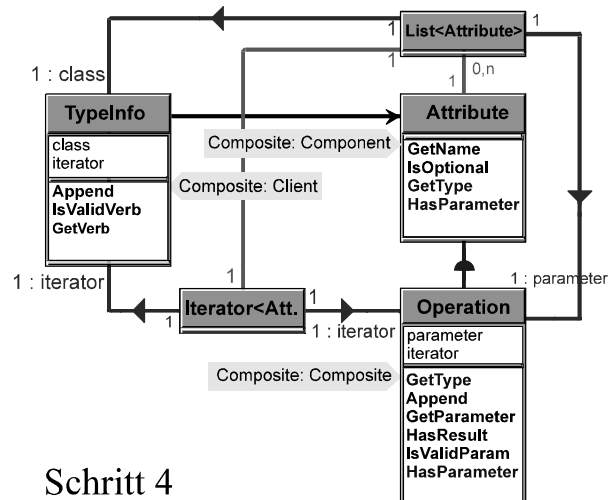 List<Attribute>
1
1
1
0,n
1
1 : class
TypeInfo
class
iterator
Append
IsValidVerb
GetVerb
Composite: Component
Composite: Client
Attribute
GetName
IsOptional
GetType
HasParameter
1 : iterator
1
1
Iterator<Att.
1
1 : iterator
1 : parameter
Operation
parameter
iterator
Composite: Composite
GetType
Append
GetParameter
HasResult
IsValidParam
HasParameter
Schritt 4